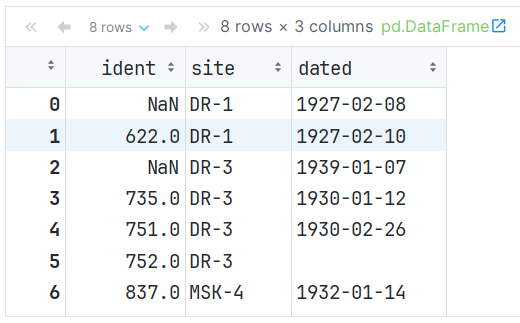 8 rows 8 rows × 3 columns pd.DataFrame
ident site dated
0 NaN DR-1 1927-02-08
1 622.0 DR-1 1927-02-10
2 NaN DR-3 1939-01-07
3 735.0 DR-3 1930-01-12
4 751.0 DR-3 1930-02-26
5 752.0 DR-3
6 837.0 MSK-4 1932-01-14